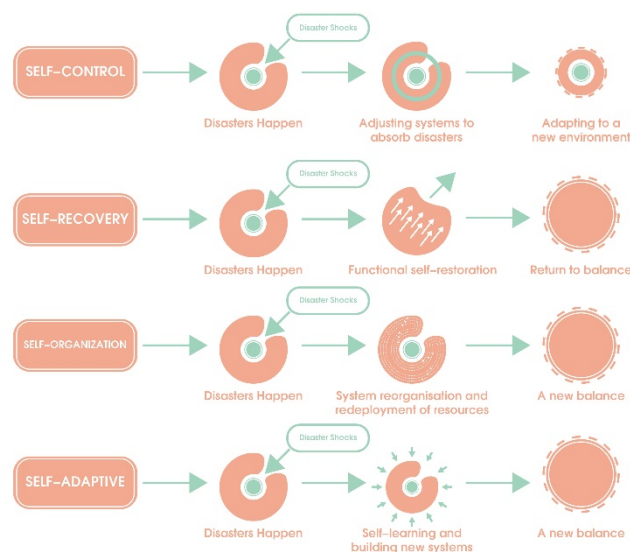 Disaster Shocks
SELF–CONTROL
Disasters Happen
Adjusting systems to
absorb disasters
Adapting to a
new environment
Disaster Shocks
SELF–RECOVERY
Disasters Happen
Functional self–restoration
Return to balance
Disaster Shocks
SELF–ORGANIZATION
Disasters Happen
System reorganisation and
redeployment of resources
A new balance
Disaster Shocks
SELF–ADAPTIVE
Disasters Happen
Self–learning and
building new systems
A new balance